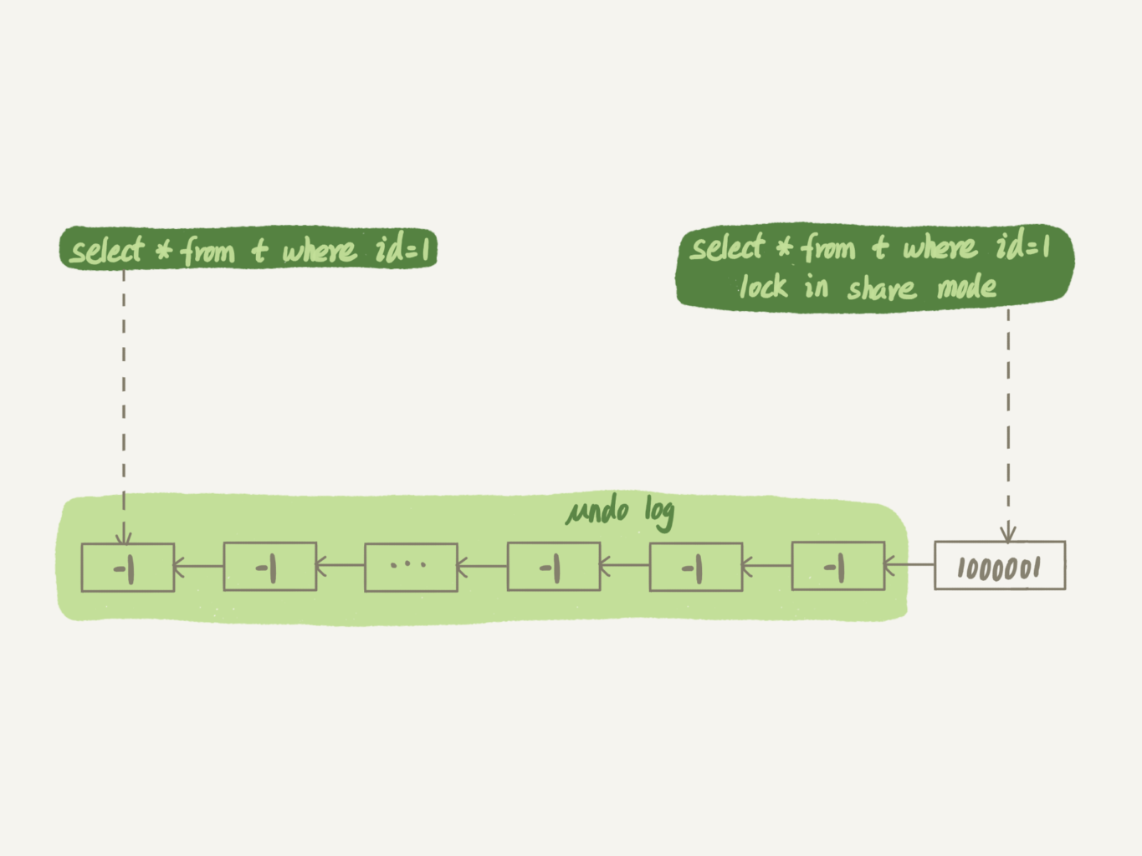 select * from t where id=1
select * from t where id=1
lock in share mode
undo log
-1
-1
...
-1
-1
-1
1000001